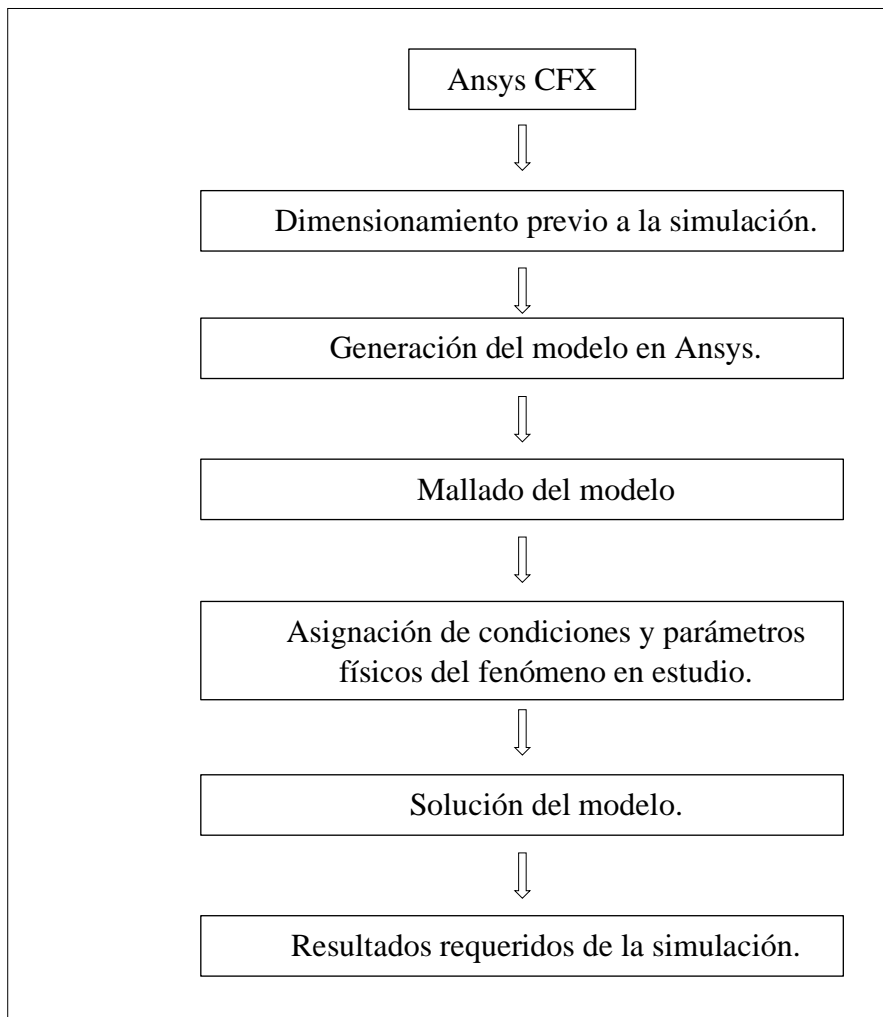 Ansys CFX
Dimensionamiento previo a la simulación.
Generación del modelo en Ansys.
Mallado del modelo
Asignación de condiciones y parámetros
físicos del fenómeno en estudio.
Solución del modelo.
Resultados requeridos de la simulación.